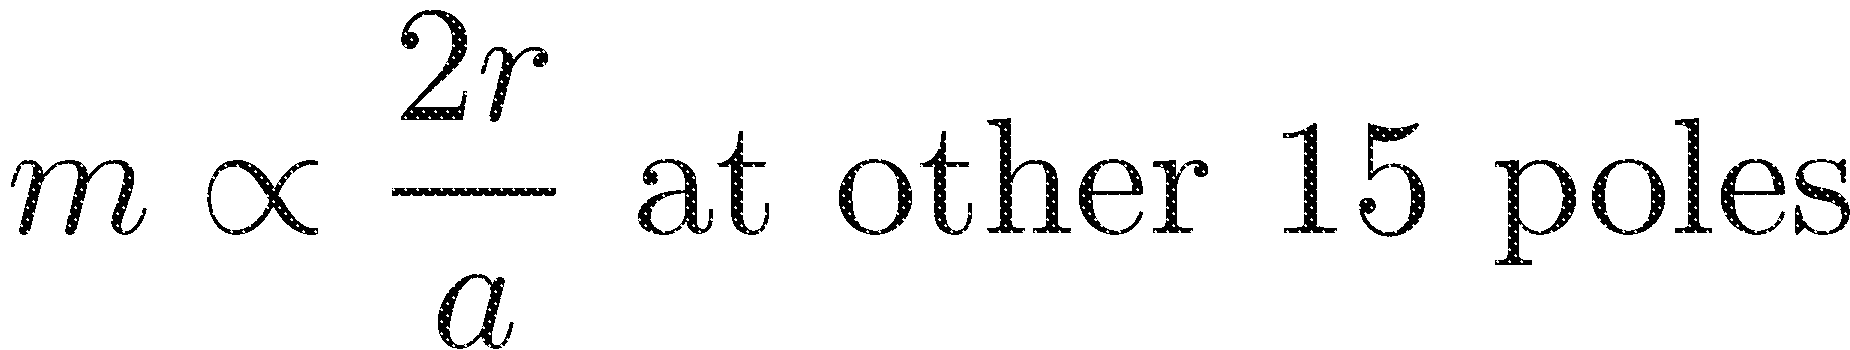 m ∝ 2r/a at other 15 poles